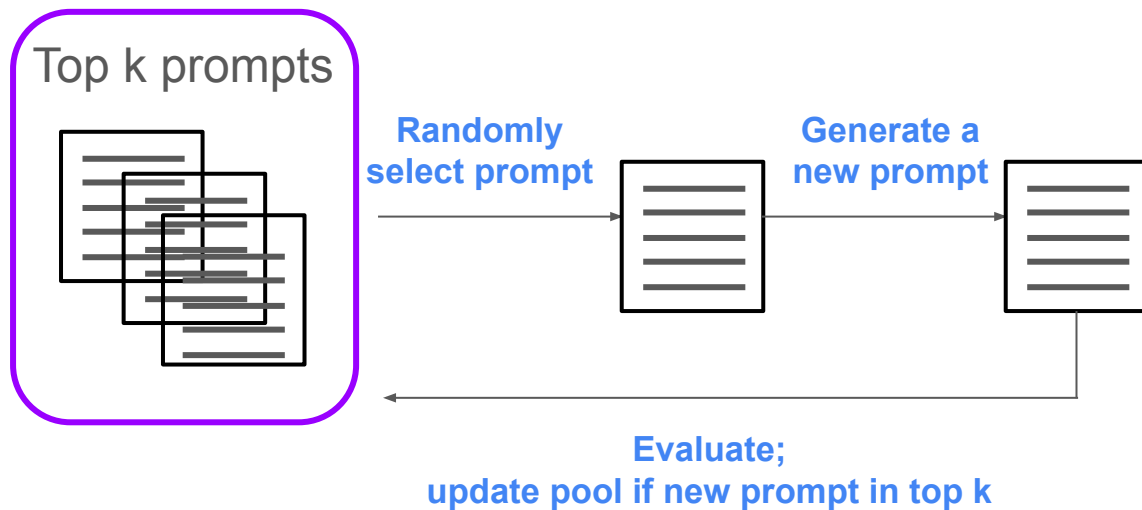 Top k prompts
Randomly
select prompt
Generate a
new prompt
Evaluate;
update pool if new prompt in top k